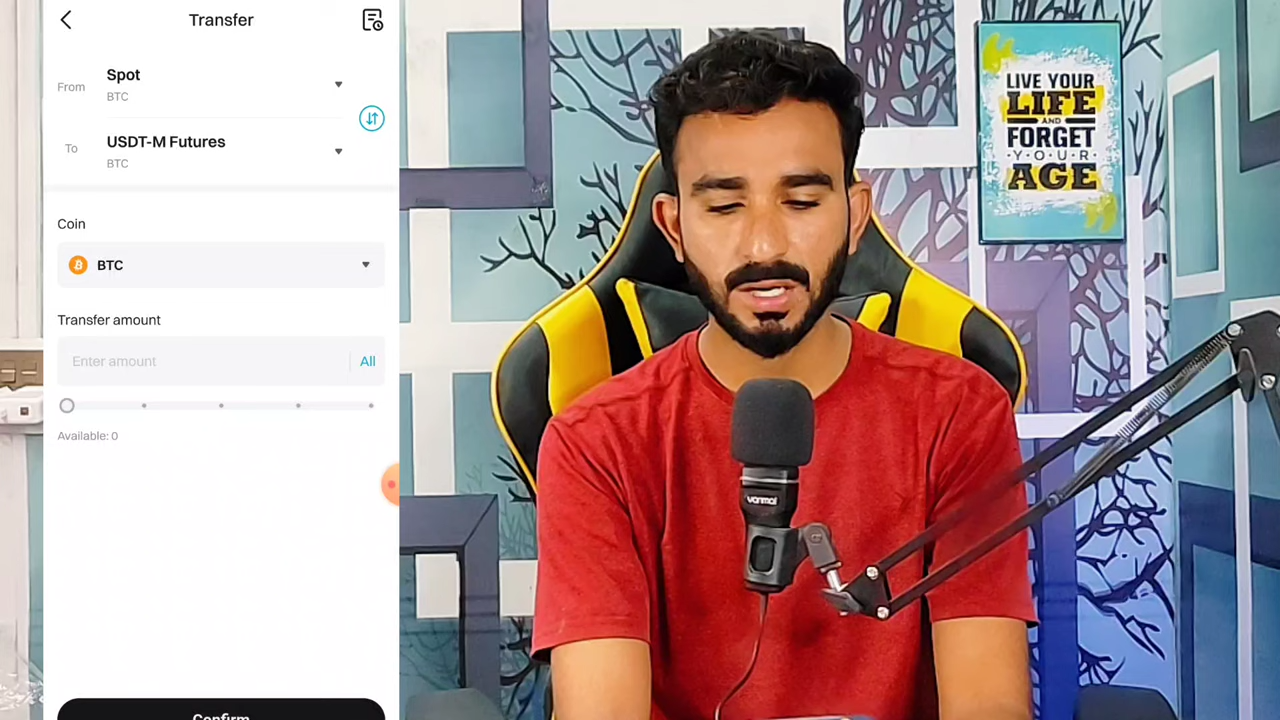 Transfer
From
Spot
BTC
To
USDT-M Futures
BTC
Coin
BTC
Transfer amount
Enter amount
All
Available: 0
Confirm
LIVE YOUR
LIFE
AND
FORGET
·Y·O·U·R·
AGE
vanmai